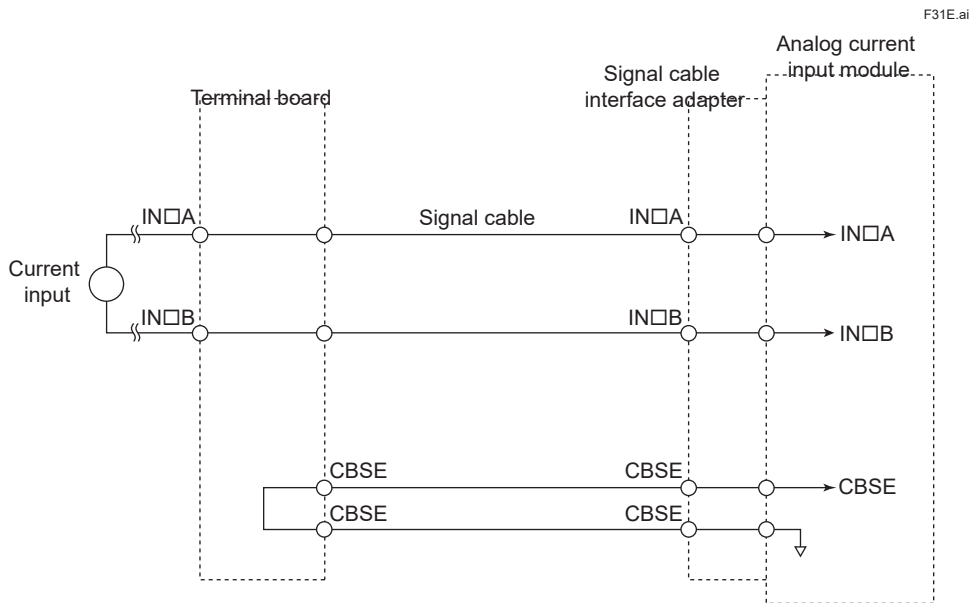 F31E.ai
Analog current
input module
Signal cable
interface adapter
Terminal board
IN□A
Signal cable
IN□A
IN□A
Current
input
IN□B
IN□B
IN□B
CBSE
CBSE
CBSE
CBSE
CBSE